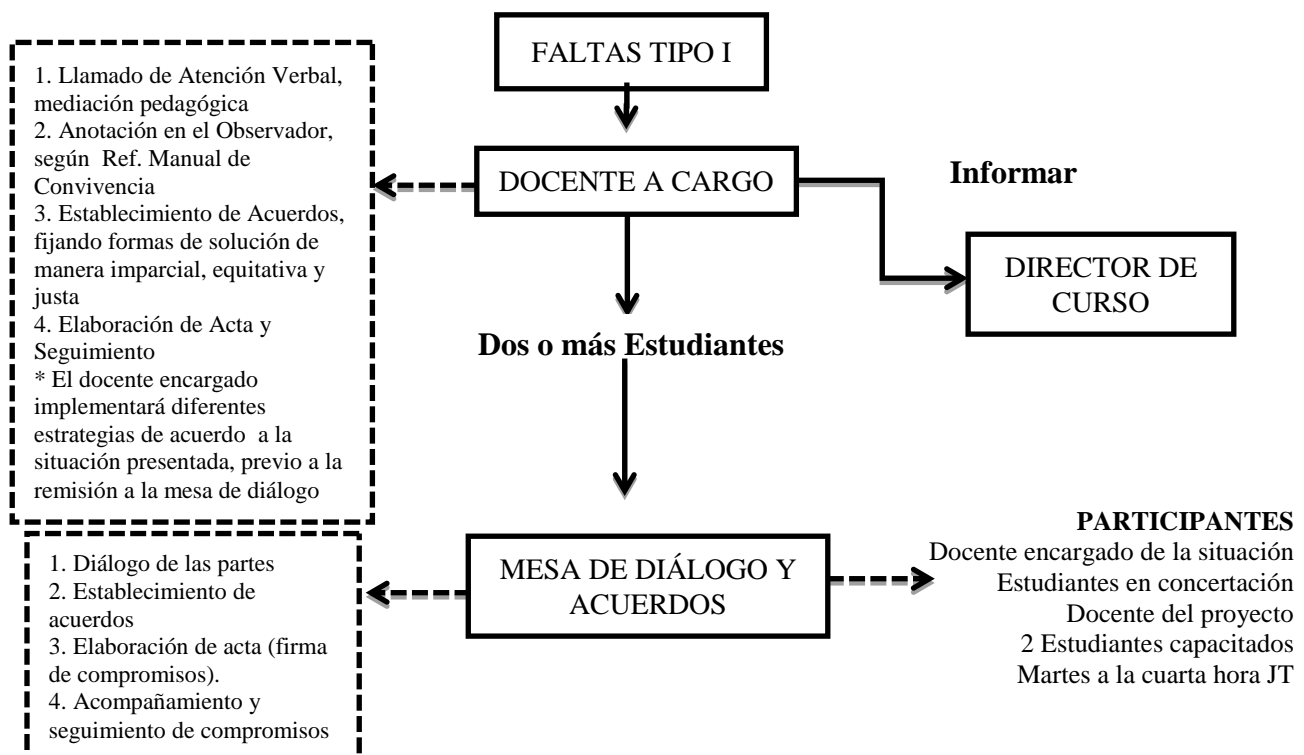 FALTAS TIPO I
1. Llamado de Atención Verbal,
mediación pedagógica
2. Anotación en el Observador,
según Ref. Manual de
Convivencia
3. Establecimiento de Acuerdos,
fijando formas de solución de
manera imparcial, equitativa y
justa
4. Elaboración de Acta y
Seguimiento
* El docente encargado
implementará diferentes
estrategias de acuerdo a la
situación presentada, previo a la
remisión a la mesa de diálogo
DOCENTE A CARGO
Informar
DIRECTOR DE
CURSO
Dos o más Estudiantes
1. Diálogo de las partes
2. Establecimiento de
acuerdos
3. Elaboración de acta (firma
de compromisos).
4. Acompañamiento y
seguimiento de compromisos
MESA DE DIÁLOGO Y
ACUERDOS
PARTICIPANTES
Docente encargado de la situación
Estudiantes en concertación
Docente del proyecto
2 Estudiantes capacitados
Martes a la cuarta hora JT